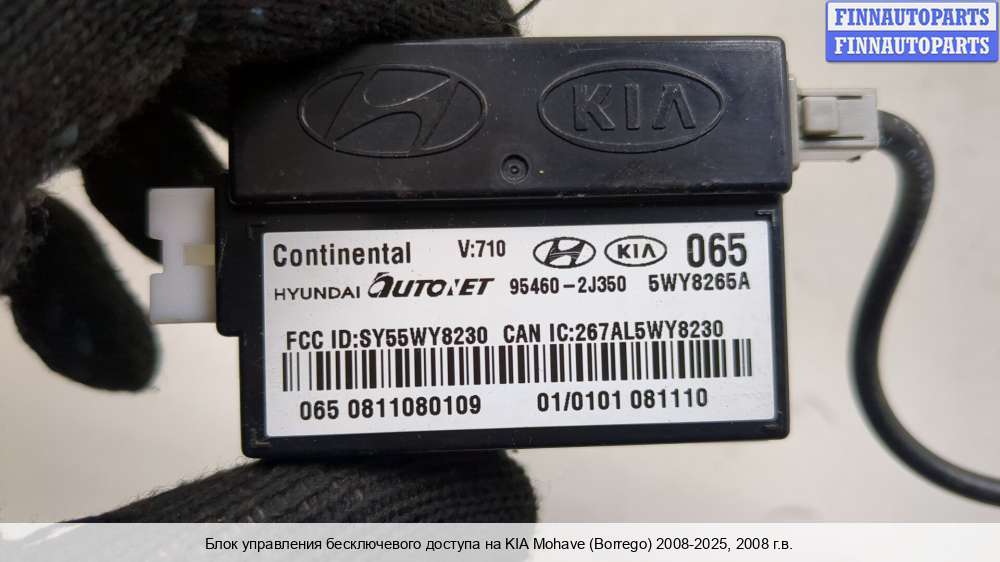 FINNAUTOPARTS
FINNAUTOPARTS
KIA
Continental V:710 KIA 065
HYUNDAI AUTONET 95460-2J350 5WY8265A
FCC ID:SY55WY8230 CAN IC:267AL5WY8230
065 0811080109 01/0101 081110
Блок управления бесключевого доступа на KIA Mohave (Borrego) 2008-2025, 2008 г.в.